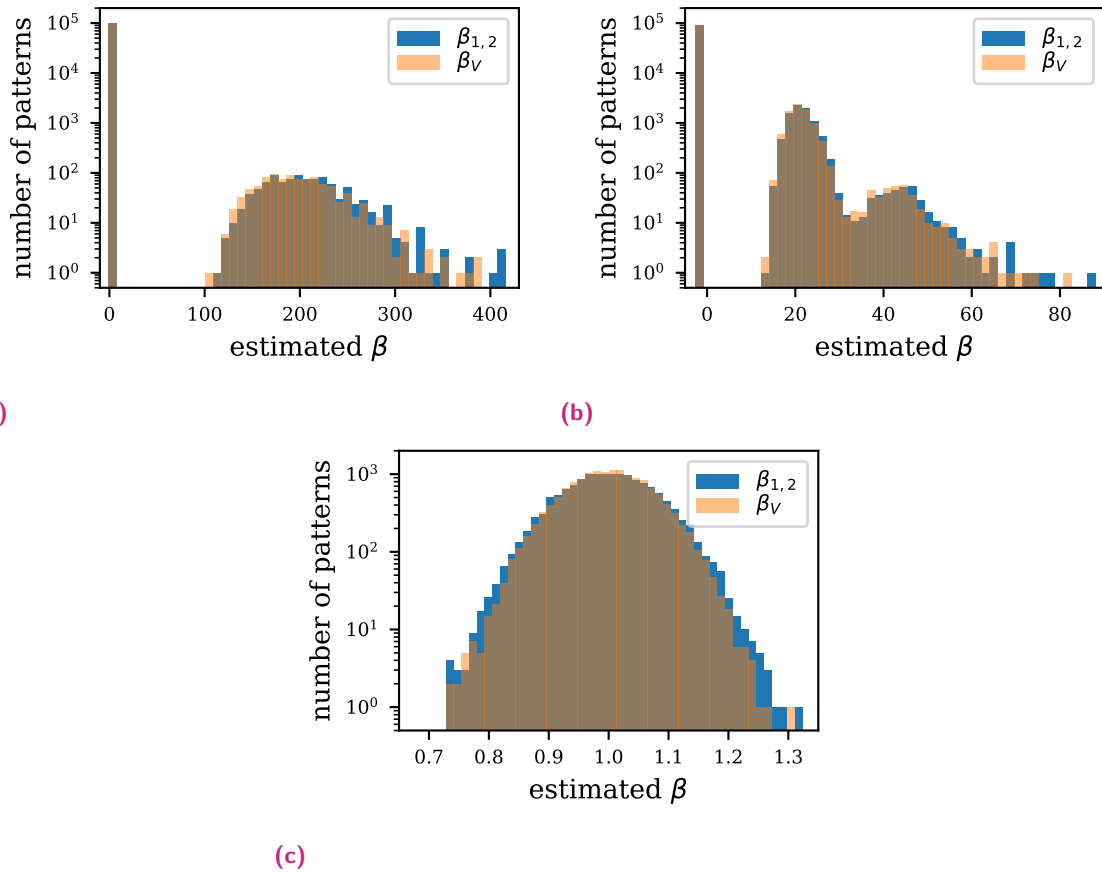 number of patterns
10^5
10^4
10^3
10^2
10^1
10^0
β1, 2
βV
0 100 200 300 400
estimated β
)
number of patterns
10^5
10^4
10^3
10^2
10^1
10^0
β1, 2
βV
0 20 40 60 80
estimated β
(b)
number of patterns
10^3
10^2
10^1
10^0
β1, 2
βV
0.7 0.8 0.9 1.0 1.1 1.2 1.3
estimated β
(c)